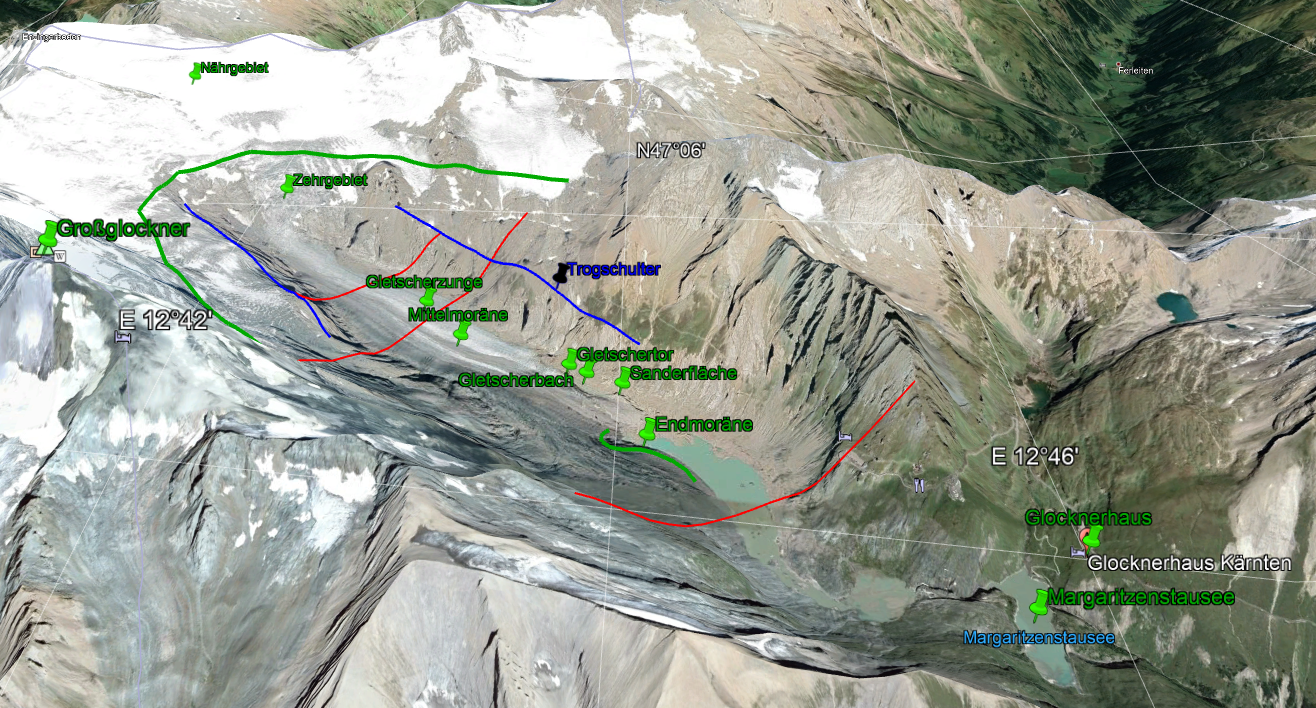 Nährgebiet
Ferleiten
N47°06'
Zehrgebiet
Großglockner
W
Trogschulter
Gletscherzunge
E 12°42'
Mittelmoräne
Gletschertor
Gletscherbach
Sanderfläche
Endmoräne
E 12°46'
Glocknerhaus
Glocknerhaus Kärnten
Margaritzenstausee
Margaritzenstausee